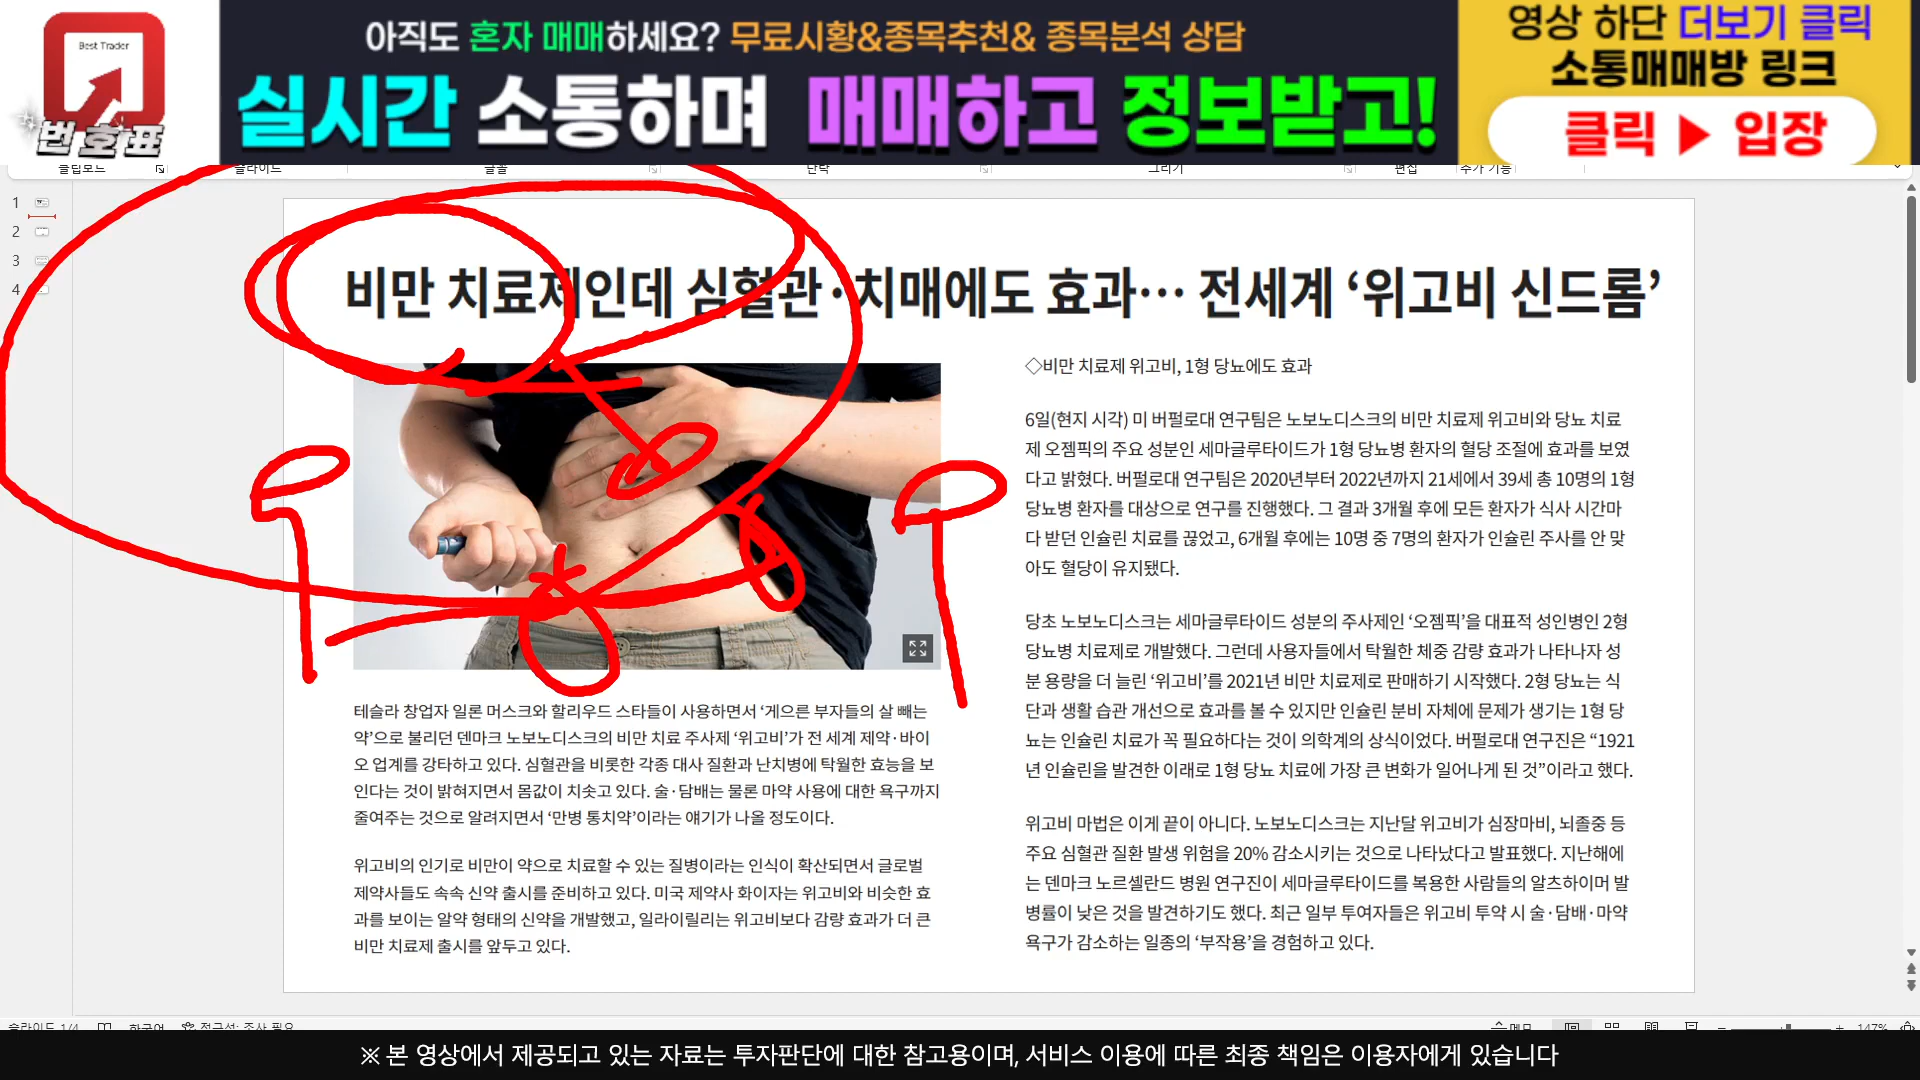 Best Trader
번호표
아직도 혼자 매매하세요? 무료시황&종목추천& 종목분석 상담
실시간 소통하며 매매하고 정보받고!
영상 하단 더보기 클릭
소통매매방 링크
클릭 ▶ 입장
클립보드 슬라이드 글꼴 단락 그리기 편집 추가 기능
1
2
3
4
비만 치료제인데 심혈관·치매에도 효과… 전세계 ‘위고비 신드롬’
테슬라 창업자 일론 머스크와 할리우드 스타들이 사용하면서 ‘게으른 부자들의 살 빼는
약’으로 불리던 덴마크 노보노디스크의 비만 치료 주사제 ‘위고비’가 전 세계 제약·바이
오 업계를 강타하고 있다. 심혈관을 비롯한 각종 대사 질환과 난치병에 탁월한 효능을 보
인다는 것이 밝혀지면서 몸값이 치솟고 있다. 술·담배는 물론 마약 사용에 대한 욕구까지
줄여주는 것으로 알려지면서 ‘만병 통치약’이라는 얘기가 나올 정도이다.
위고비의 인기로 비만이 약으로 치료할 수 있는 질병이라는 인식이 확산되면서 글로벌
제약사들도 속속 신약 출시를 준비하고 있다. 미국 제약사 화이자는 위고비와 비슷한 효
과를 보이는 알약 형태의 신약을 개발했고, 일라이릴리는 위고비보다 감량 효과가 더 큰
비만 치료제 출시를 앞두고 있다.
◇비만 치료제 위고비, 1형 당뇨에도 효과
6일(현지 시각) 미 버펄로대 연구팀은 노보노디스크의 비만 치료제 위고비와 당뇨 치료
제 오젬픽의 주요 성분인 세마글루타이드가 1형 당뇨병 환자의 혈당 조절에 효과를 보였
다고 밝혔다. 버펄로대 연구팀은 2020년부터 2022년까지 21세에서 39세 총 10명의 1형
당뇨병 환자를 대상으로 연구를 진행했다. 그 결과 3개월 후에 모든 환자가 식사 시간마
다 받던 인슐린 치료를 끊었고, 6개월 후에는 10명 중 7명의 환자가 인슐린 주사를 안 맞
아도 혈당이 유지됐다.
당초 노보노디스크는 세마글루타이드 성분의 주사제인 ‘오젬픽’을 대표적 성인병인 2형
당뇨병 치료제로 개발했다. 그런데 사용자들에서 탁월한 체중 감량 효과가 나타나자 성
분 용량을 더 늘린 ‘위고비’를 2021년 비만 치료제로 판매하기 시작했다. 2형 당뇨는 식
단과 생활 습관 개선으로 효과를 볼 수 있지만 인슐린 분비 자체에 문제가 생기는 1형 당
뇨는 인슐린 치료가 꼭 필요하다는 것이 의학계의 상식이었다. 버펄로대 연구진은 “1921
년 인슐린을 발견한 이래로 1형 당뇨 치료에 가장 큰 변화가 일어나게 된 것”이라고 했다.
위고비 마법은 이게 끝이 아니다. 노보노디스크는 지난달 위고비가 심장마비, 뇌졸중 등
주요 심혈관 질환 발생 위험을 20% 감소시키는 것으로 나타났다고 발표했다. 지난해에
는 덴마크 노르셸란드 병원 연구진이 세마글루타이드를 복용한 사람들의 알츠하이머 발
병률이 낮은 것을 발견하기도 했다. 최근 일부 투여자들은 위고비 투약 시 술·담배·마약
욕구가 감소하는 일종의 ‘부작용’을 경험하고 있다.
슬라이드 1/4 한국어 접근성: 조사 필요 메모 147%
※ 본 영상에서 제공되고 있는 자료는 투자판단에 대한 참고용이며, 서비스 이용에 따른 최종 책임은 이용자에게 있습니다